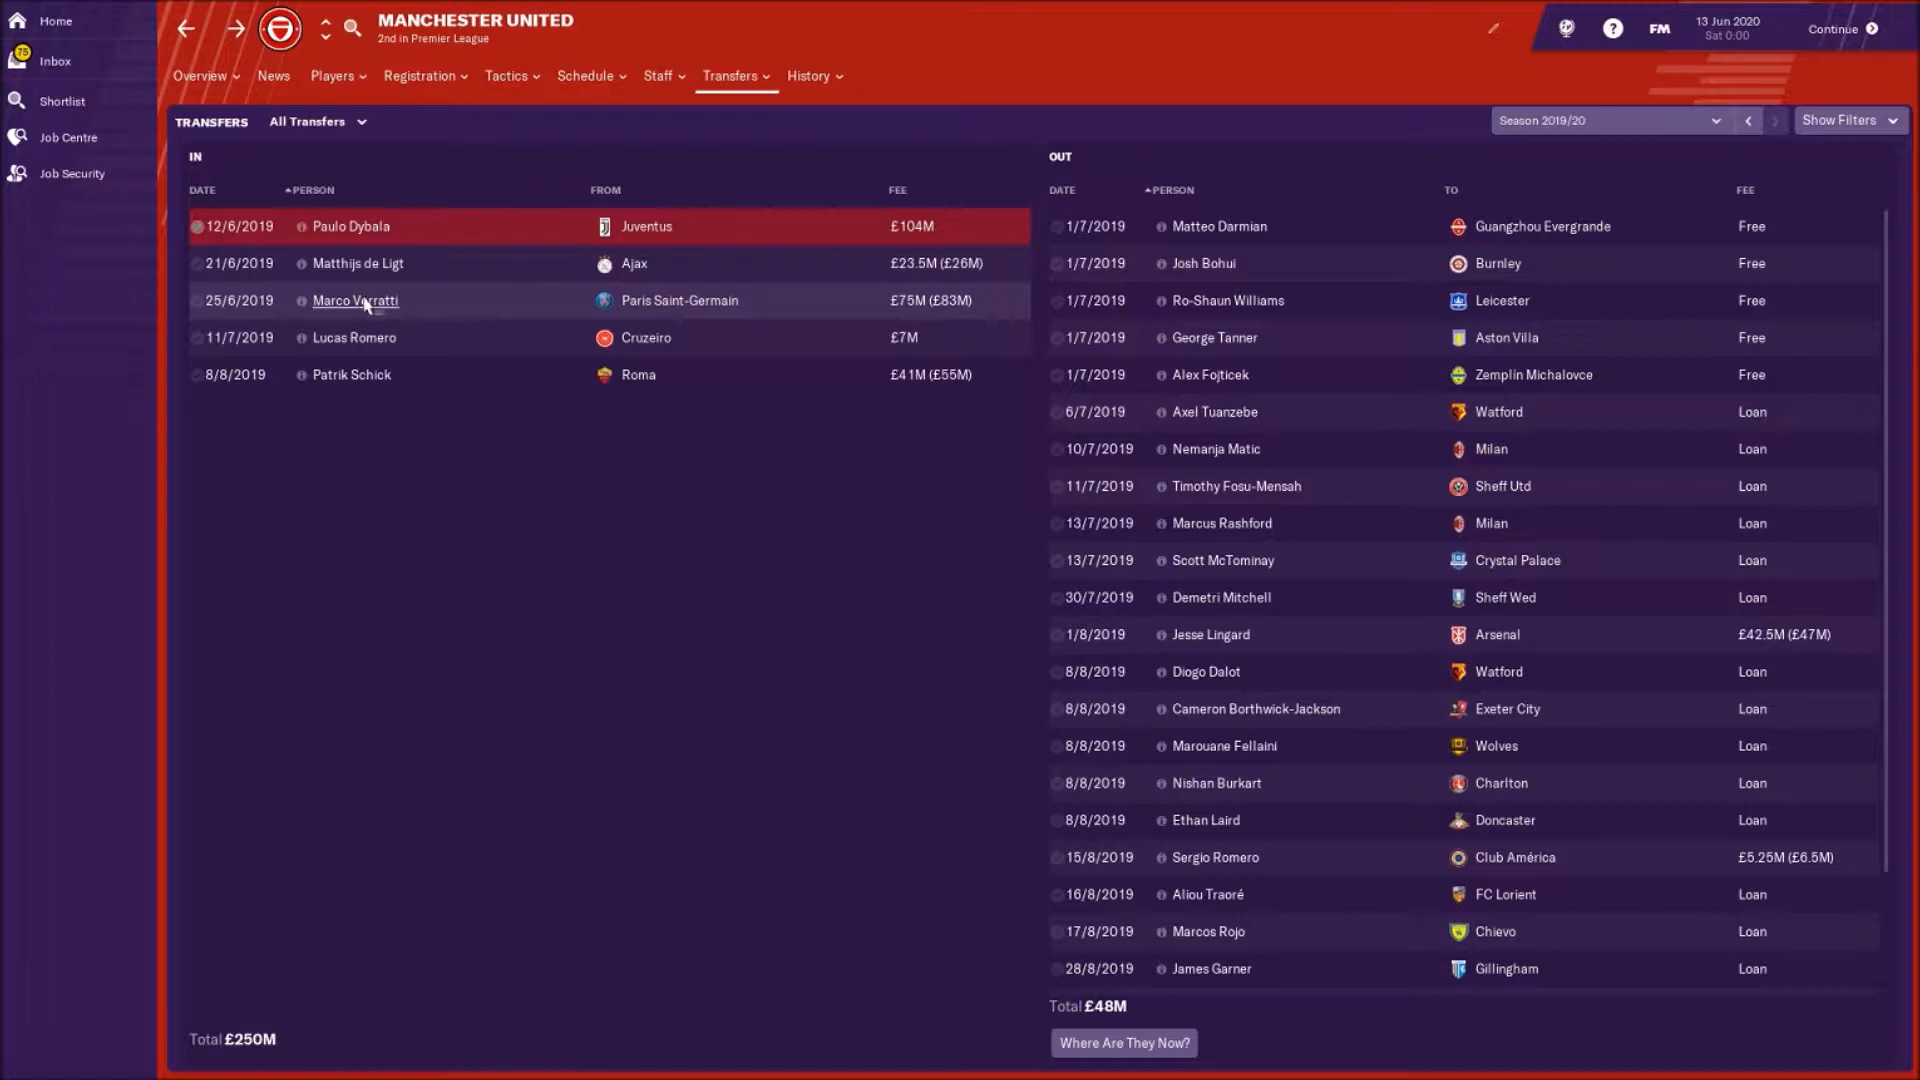 Home
75
Inbox
Shortlist
Job Centre
Job Security
MANCHESTER UNITED
2nd in Premier League
FM
13 Jun 2020
Sat 0:00
Continue
Overview News Players Registration Tactics Schedule Staff Transfers History
TRANSFERS All Transfers
Season 2019/20
Show Filters
IN
DATE PERSON FROM FEE
12/6/2019 Paulo Dybala Juventus £104M
21/6/2019 Matthijs de Ligt Ajax £23.5M (£26M)
25/6/2019 Marco Verratti Paris Saint-Germain £75M (£83M)
11/7/2019 Lucas Romero Cruzeiro £7M
8/8/2019 Patrik Schick Roma £41M (£55M)
Total £250M
OUT
DATE PERSON TO FEE
1/7/2019 Matteo Darmian Guangzhou Evergrande Free
1/7/2019 Josh Bohui Burnley Free
1/7/2019 Ro-Shaun Williams Leicester Free
1/7/2019 George Tanner Aston Villa Free
1/7/2019 Alex Fojticek Zemplín Michalovce Free
6/7/2019 Axel Tuanzebe Watford Loan
10/7/2019 Nemanja Matic Milan Loan
11/7/2019 Timothy Fosu-Mensah Sheff Utd Loan
13/7/2019 Marcus Rashford Milan Loan
13/7/2019 Scott McTominay Crystal Palace Loan
30/7/2019 Demetri Mitchell Sheff Wed Loan
1/8/2019 Jesse Lingard Arsenal £42.5M (£47M)
8/8/2019 Diogo Dalot Watford Loan
8/8/2019 Cameron Borthwick-Jackson Exeter City Loan
8/8/2019 Marouane Fellaini Wolves Loan
8/8/2019 Nishan Burkart Charlton Loan
8/8/2019 Ethan Laird Doncaster Loan
15/8/2019 Sergio Romero Club América £5.25M (£6.5M)
16/8/2019 Aliou Traoré FC Lorient Loan
17/8/2019 Marcos Rojo Chievo Loan
28/8/2019 James Garner Gillingham Loan
Total £48M
Where Are They Now?